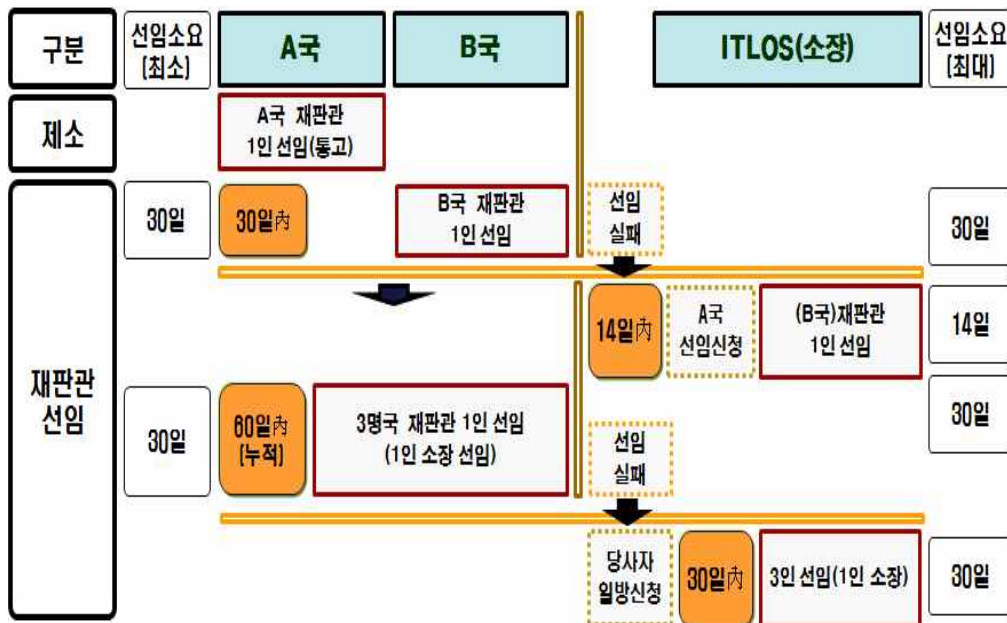 구분
선임소요
(최소)
A국
B국
ITLOS(소장)
선임소요
(최대)
제소
A국 재판관
1인 선임(통고)
재판관
선임
30일
30일內
B국 재판관
1인 선임
선임
실패
30일
14일內
A국
선임신청
(B국)재판관
1인 선임
14일
30일
30일
60일內
(누적)
3명국 재판관 1인 선임
(1인 소장 선임)
선임
실패
당사자
일방신청
30일內
3인 선임(1인 소장)
30일